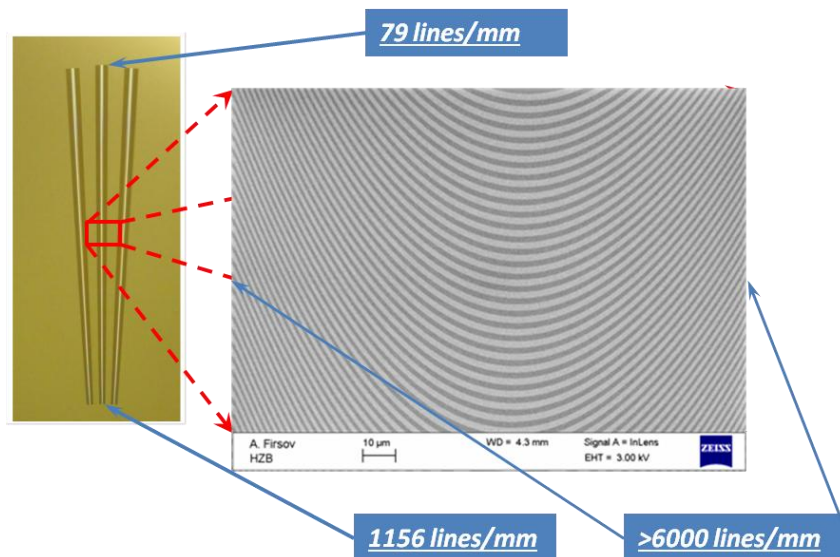 79 lines/mm
A. Firsov
HZB
10 µm
WD = 4.3 mm
Signal A = InLens
EHT = 3.00 kV
ZEISS
1156 lines/mm
>6000 lines/mm